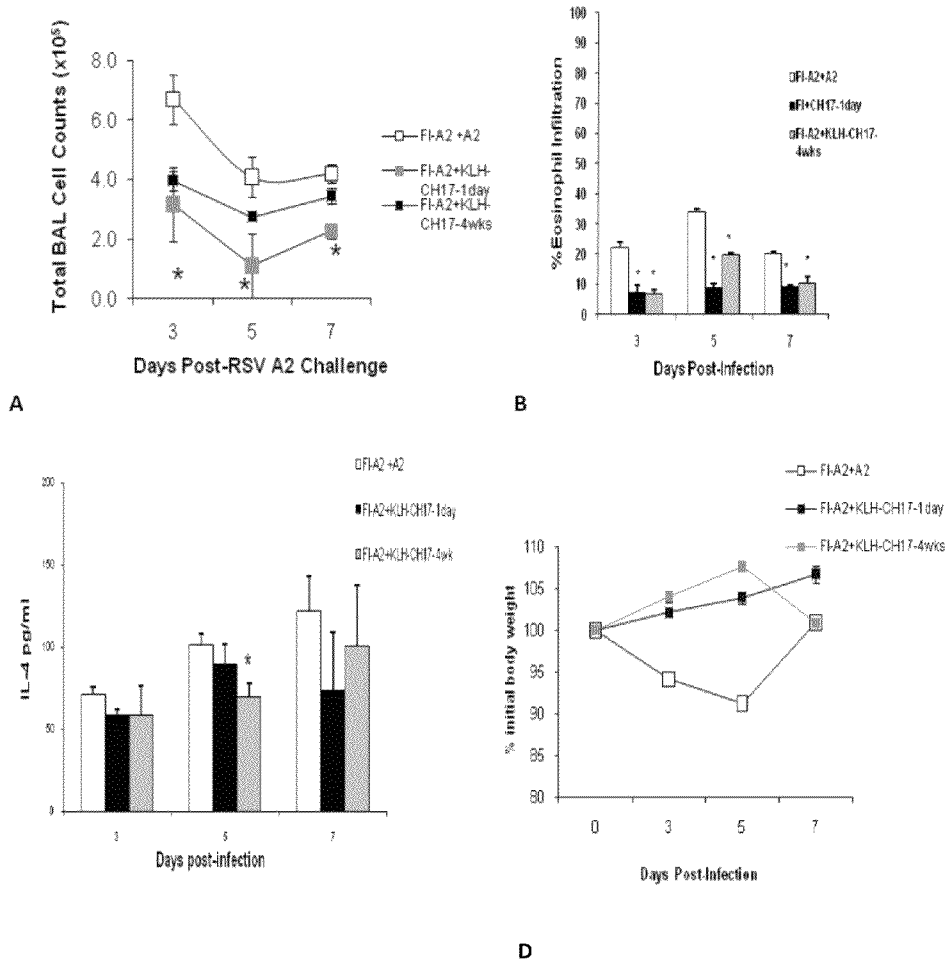 Total BAL Cell Counts (x10⁵)
8.0
6.0
4.0
2.0
0.0
3
5
7
Days Post-RSV A2 Challenge
FI-A2 +A2
FI-A2+KLH-
CH17-1day
FI-A2+KLH-
CH17-4wks
*
*
*
A
%Eosinophil Infiltration
100
90
80
70
60
50
40
30
20
10
0
3
5
7
Days Post-Infection
FI-A2+A2
FI+CH17-1day
FI-A2+KLH-CH17-
4wks
* *
* *
* *
B
IL-4 pg/ml
200
150
100
50
0
3
5
7
Days post-infection
FI-A2 +A2
FI-A2+KLH-CH17-1day
FI-A2+KLH-CH17-4wk
*
% initial body weight
110
105
100
95
90
85
80
0
3
5
7
Days Post-Infection
FI-A2+A2
FI-A2+KLH-CH17-1day
FI-A2+KLH-CH17-4wks
D